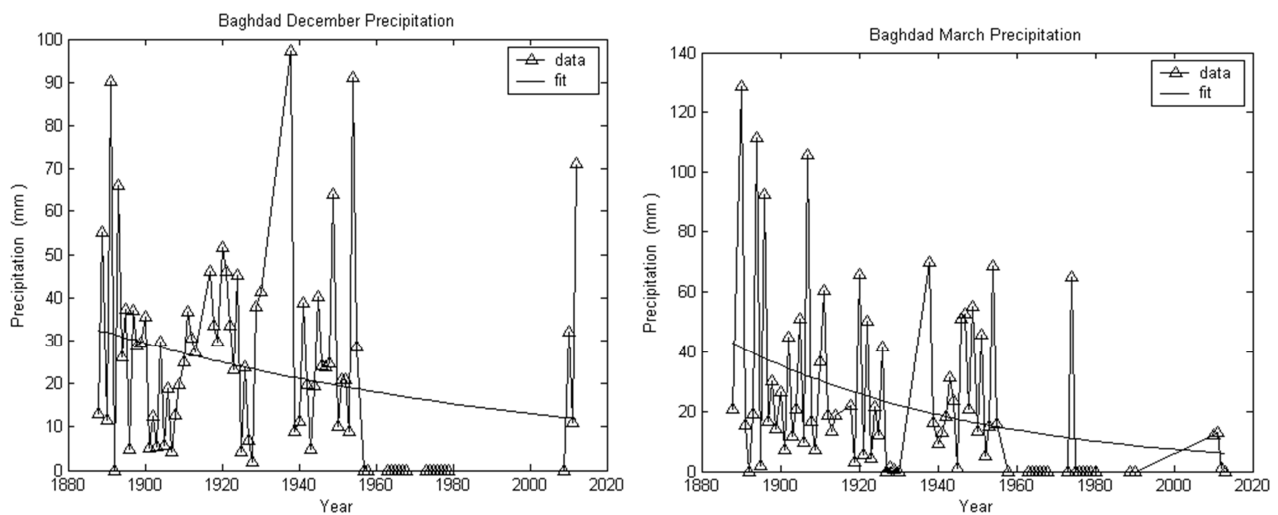 Baghdad December Precipitation
100
90
80
70
60
50
40
30
20
10
0
Precipitation (mm)
data
fit
1880 1900 1920 1940 1960 1980 2000 2020
Year
Baghdad March Precipitation
140
120
100
80
60
40
20
0
Precipitation (mm)
data
fit
1880 1900 1920 1940 1960 1980 2000 2020
Year